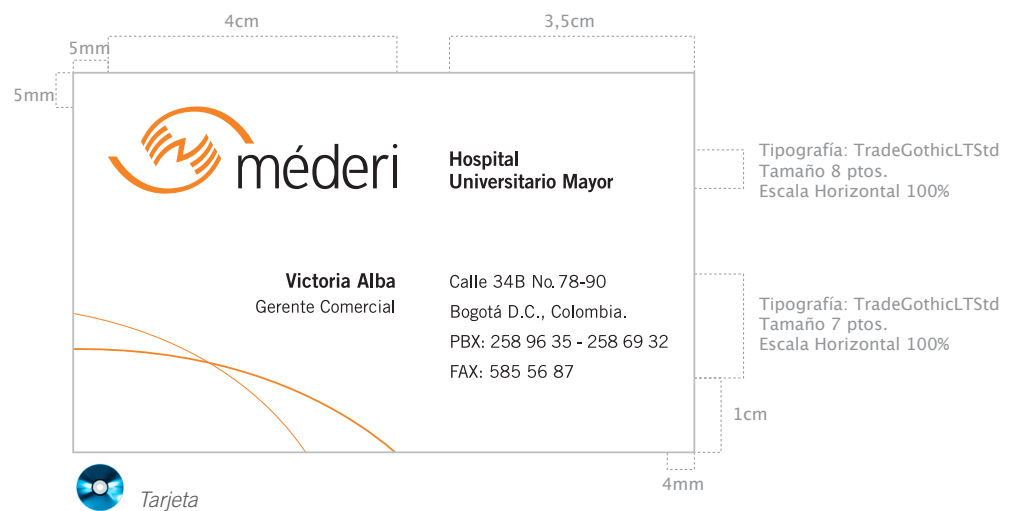 4cm
3,5cm
5mm
5mm
méderi
Hospital
Universitario Mayor
Tipografía: TradeGothicLTStd
Tamaño 8 ptos.
Escala Horizontal 100%
Victoria Alba
Gerente Comercial
Calle 34B No. 78-90
Bogotá D.C., Colombia.
PBX: 258 96 35 - 258 69 32
FAX: 585 56 87
Tipografía: TradeGothicLTStd
Tamaño 7 ptos.
Escala Horizontal 100%
1cm
4mm
Tarjeta